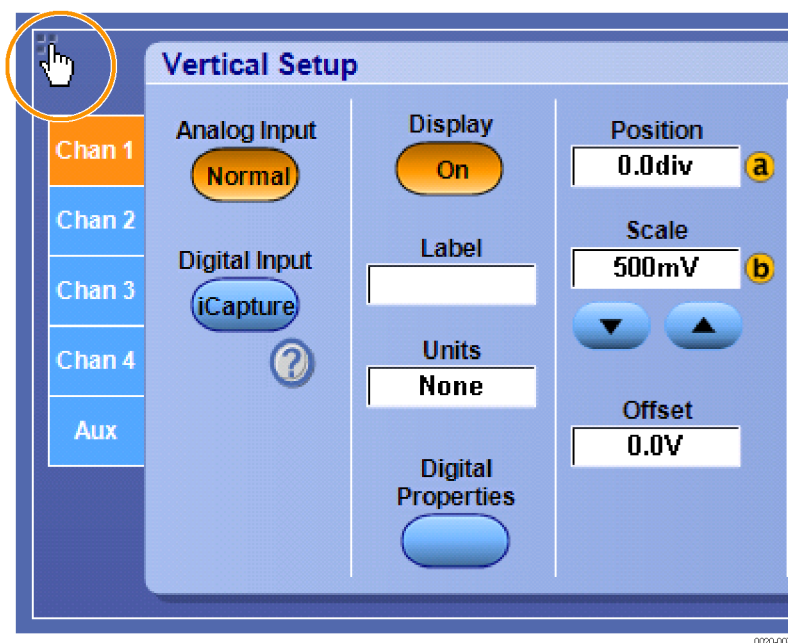 Vertical Setup
Chan 1
Chan 2
Chan 3
Chan 4
Aux
Analog Input
Normal
Digital Input
iCapture
?
Display
On
Label
Units
None
Digital
Properties
Position
0.0div
a
Scale
500mV
b
Offset
0.0V